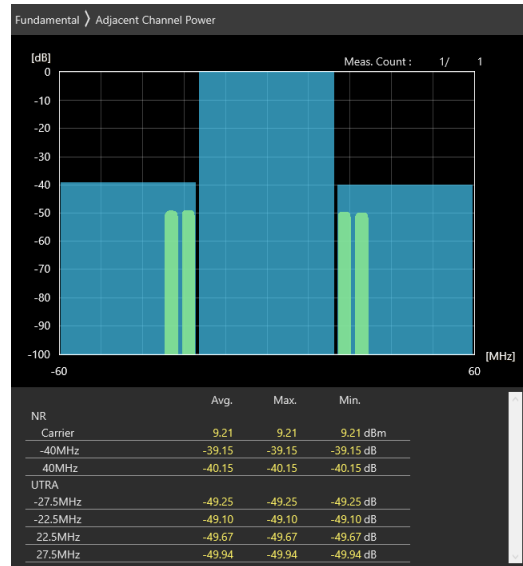 Fundamental 〉 Adjacent Channel Power
[dB]
Meas. Count : 1/ 1
0
-10
-20
-30
-40
-50
-60
-70
-80
-90
-100
[MHz]
-60 60
Avg. Max. Min.
NR
Carrier 9.21 9.21 9.21 dBm
-40MHz -39.15 -39.15 -39.15 dB
40MHz -40.15 -40.15 -40.15 dB
UTRA
-27.5MHz -49.25 -49.25 -49.25 dB
-22.5MHz -49.10 -49.10 -49.10 dB
22.5MHz -49.67 -49.67 -49.67 dB
27.5MHz -49.94 -49.94 -49.94 dB